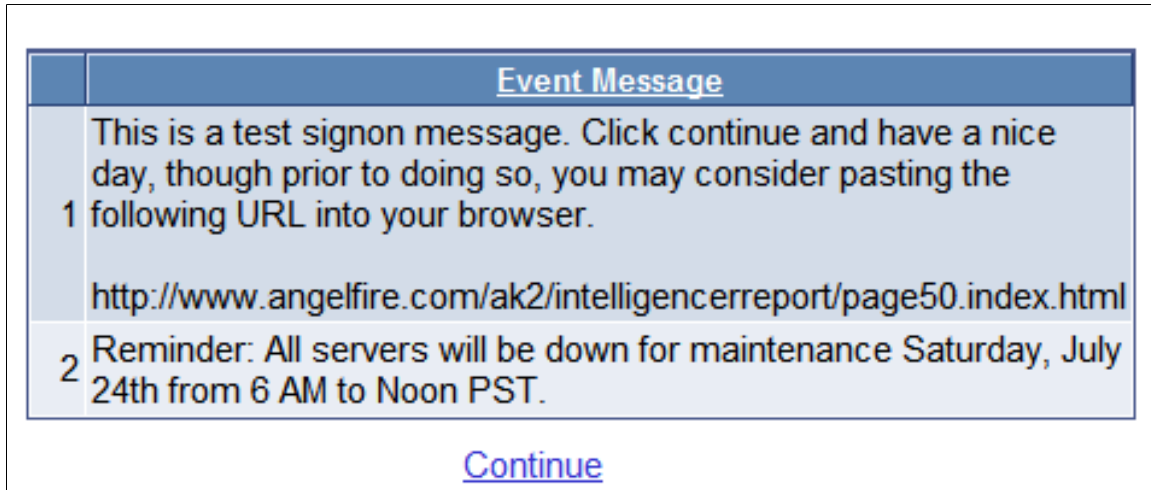 Event Message
This is a test signon message. Click continue and have a nice
day, though prior to doing so, you may consider pasting the
1 following URL into your browser.
http://www.angelfire.com/ak2/intelligencerreport/page50.index.html
2 Reminder: All servers will be down for maintenance Saturday, July
24th from 6 AM to Noon PST.
Continue